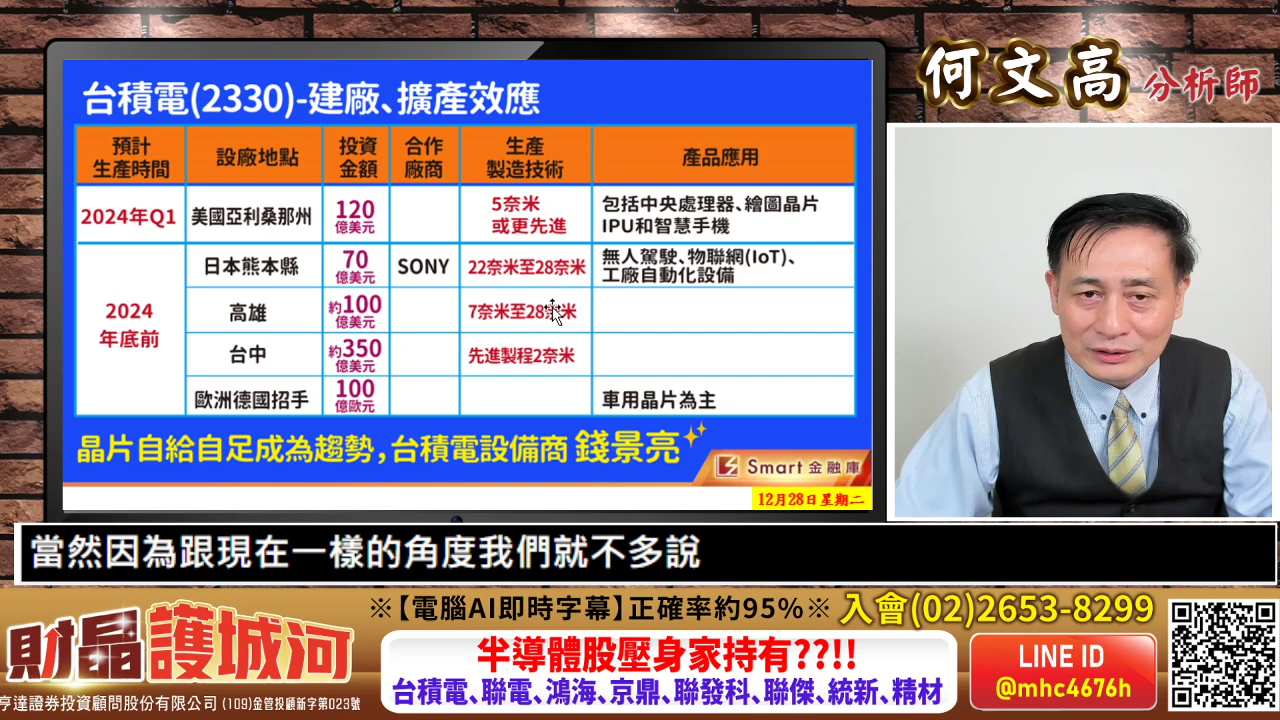 何文高 分析師
台積電(2330)-建廠、擴產效應
預計
生產時間
設廠地點
投資
金額
合作
廠商
生產
製造技術
產品應用
2024年Q1
美國亞利桑那州
120
億美元
5奈米
或更先進
包括中央處理器、繪圖晶片
IPU和智慧手機
2024
年底前
日本熊本縣
70
億美元
SONY
22奈米至28奈米
無人駕駛、物聯網(IoT)、
工廠自動化設備
高雄
約100
億美元
7奈米至28奈米
台中
約350
億美元
先進製程2奈米
歐洲德國招手
100
億歐元
車用晶片為主
晶片自給自足成為趨勢,台積電設備商 錢景亮
Smart 金融庫
12月28日星期二
當然因為跟現在一樣的角度我們就不多說
※【電腦AI即時字幕】正確率約95%※ 入會(02)2653-8299
財晶護城河
亨達證券投資顧問股份有限公司 (109)金管投顧新字第023號
半導體股壓身家持有??!!
台積電、聯電、鴻海、京鼎、聯發科、聯傑、統新、精材
LINE ID
@mhc4676h